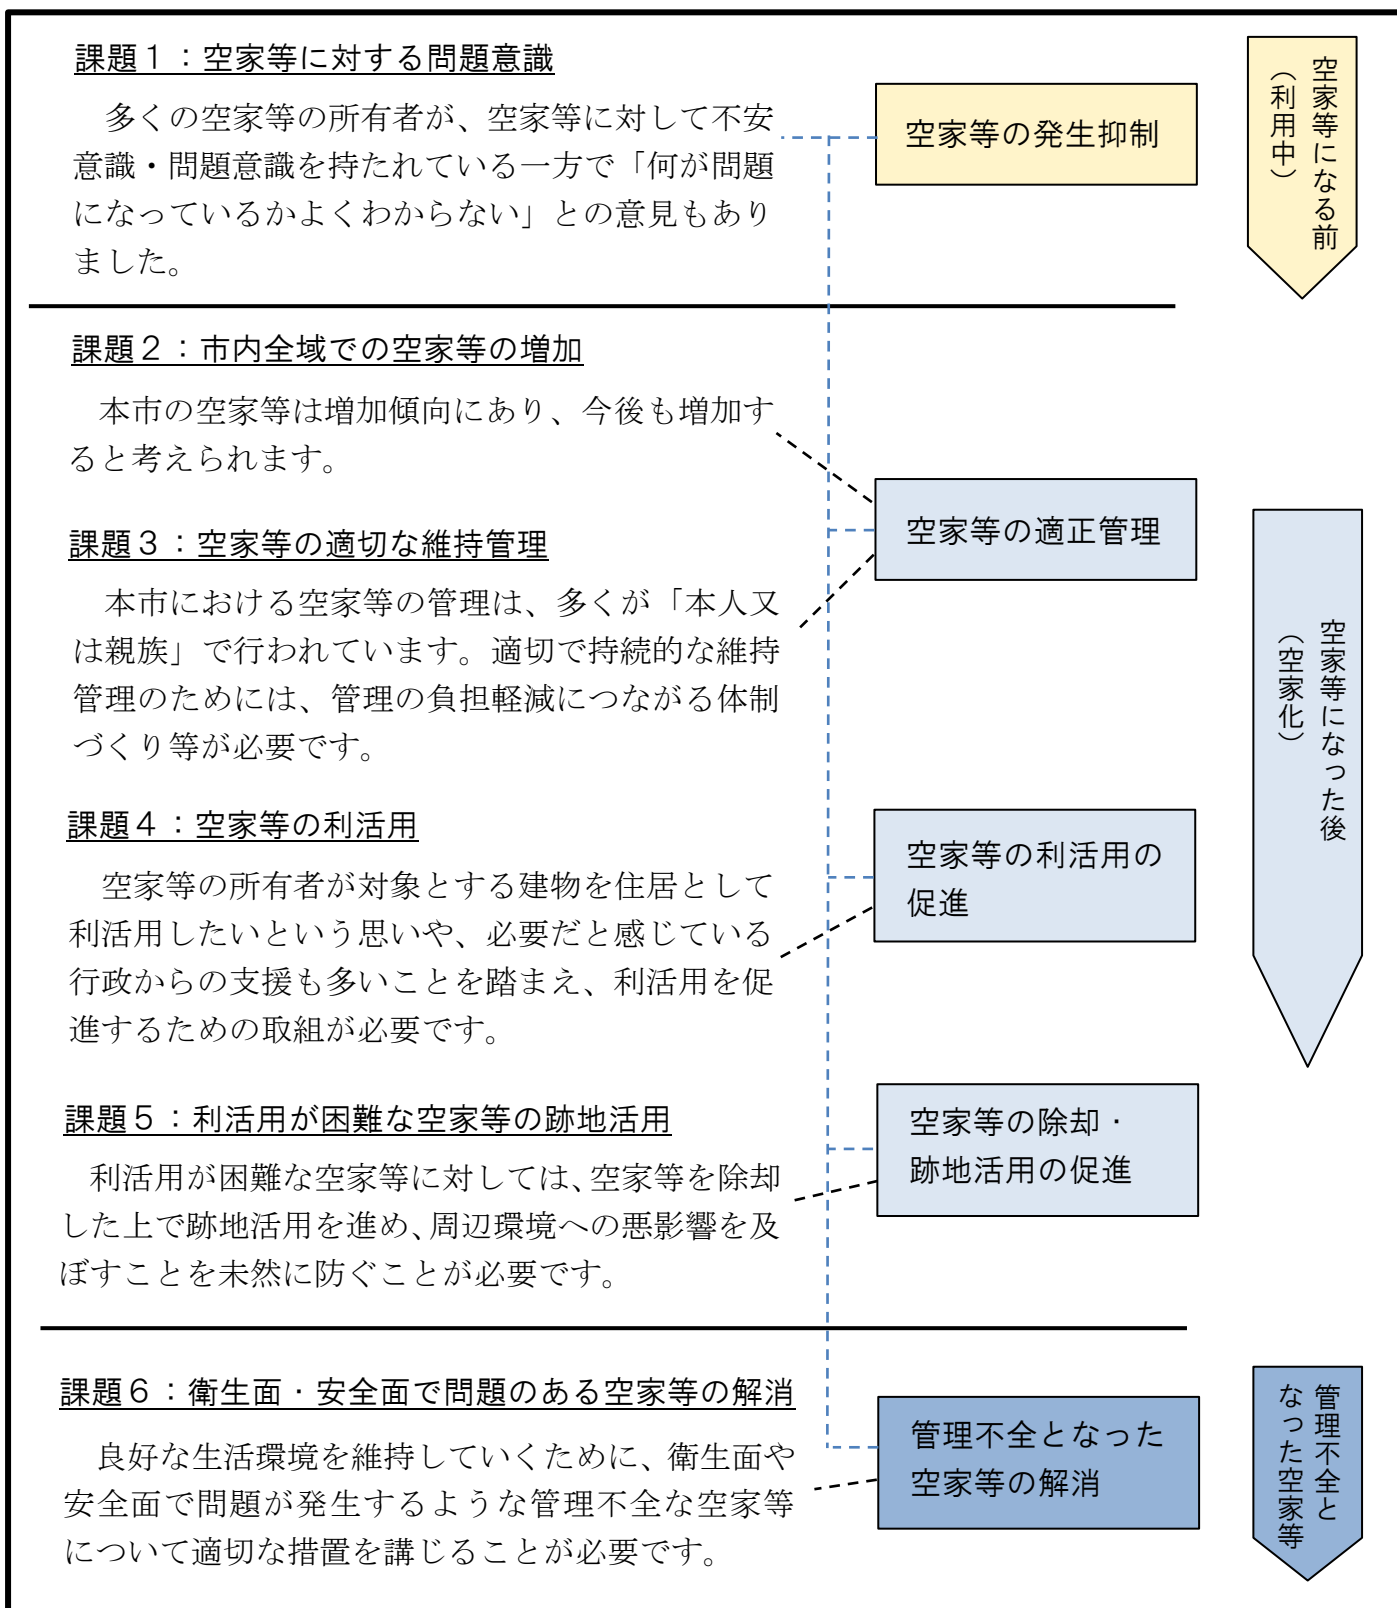 課題１：空家等に対する問題意識
多くの空家等の所有者が、空家等に対して不安
意識・問題意識を持たれている一方で「何が問題
になっているかよくわからない」との意見もあり
ました。
空家等の発生抑制
空家等になる前
（利用中）
課題２：市内全域での空家等の増加
本市の空家等は増加傾向にあり、今後も増加す
ると考えられます。
課題３：空家等の適切な維持管理
本市における空家等の管理は、多くが「本人又
は親族」で行われています。適切で持続的な維持
管理のためには、管理の負担軽減につながる体制
づくり等が必要です。
空家等の適正管理
課題４：空家等の利活用
空家等の所有者が対象とする建物を住居として
利活用したいという思いや、必要だと感じている
行政からの支援も多いことを踏まえ、利活用を促
進するための取組が必要です。
空家等の利活用の
促進
課題５：利活用が困難な空家等の跡地活用
利活用が困難な空家等に対しては、空家等を除却
した上で跡地活用を進め、周辺環境への悪影響を及
ぼすことを未然に防ぐことが必要です。
空家等の除却・
跡地活用の促進
空家等になった後
（空家化）
課題６：衛生面・安全面で問題のある空家等の解消
良好な生活環境を維持していくために、衛生面や
安全面で問題が発生するような管理不全な空家等
について適切な措置を講じることが必要です。
管理不全となった
空家等の解消
管理不全と
なった空家等